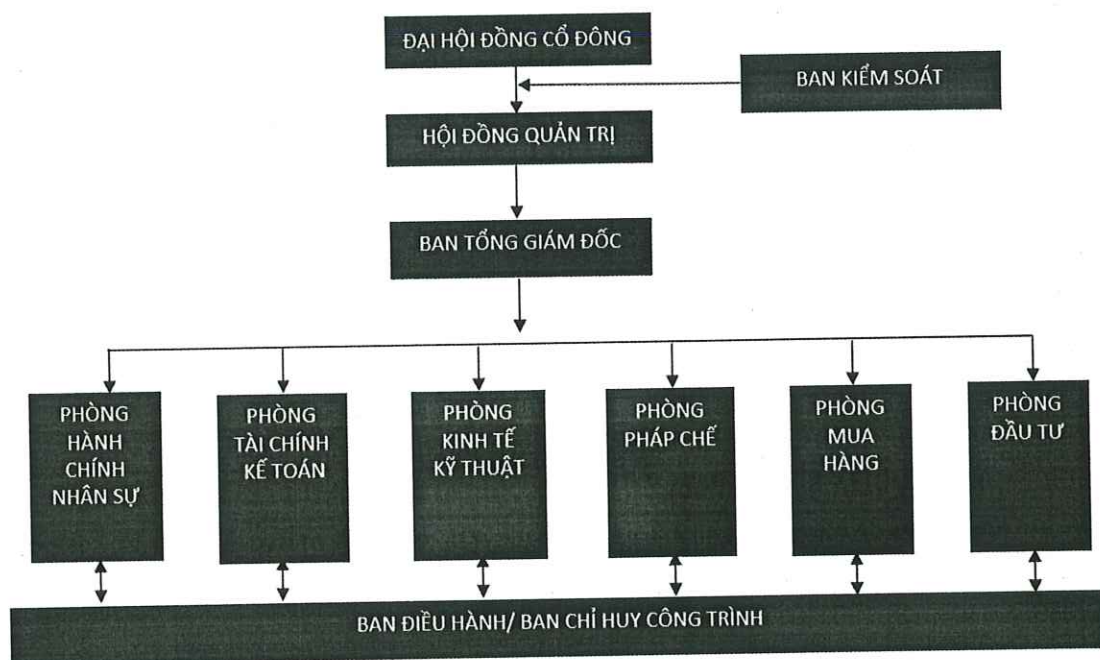 ĐẠI HỘI ĐỒNG CỔ ĐÔNG
BAN KIỂM SOÁT
HỘI ĐỒNG QUẢN TRỊ
BAN TỔNG GIÁM ĐỐC
PHÒNG
HÀNH
CHÍNH
NHÂN SỰ
PHÒNG
TÀI CHÍNH
KẾ TOÁN
PHÒNG
KINH TẾ
KỸ THUẬT
PHÒNG
PHÁP CHẾ
PHÒNG
MUA
HÀNG
PHÒNG
ĐẦU TƯ
BAN ĐIỀU HÀNH/ BAN CHỈ HUY CÔNG TRÌNH